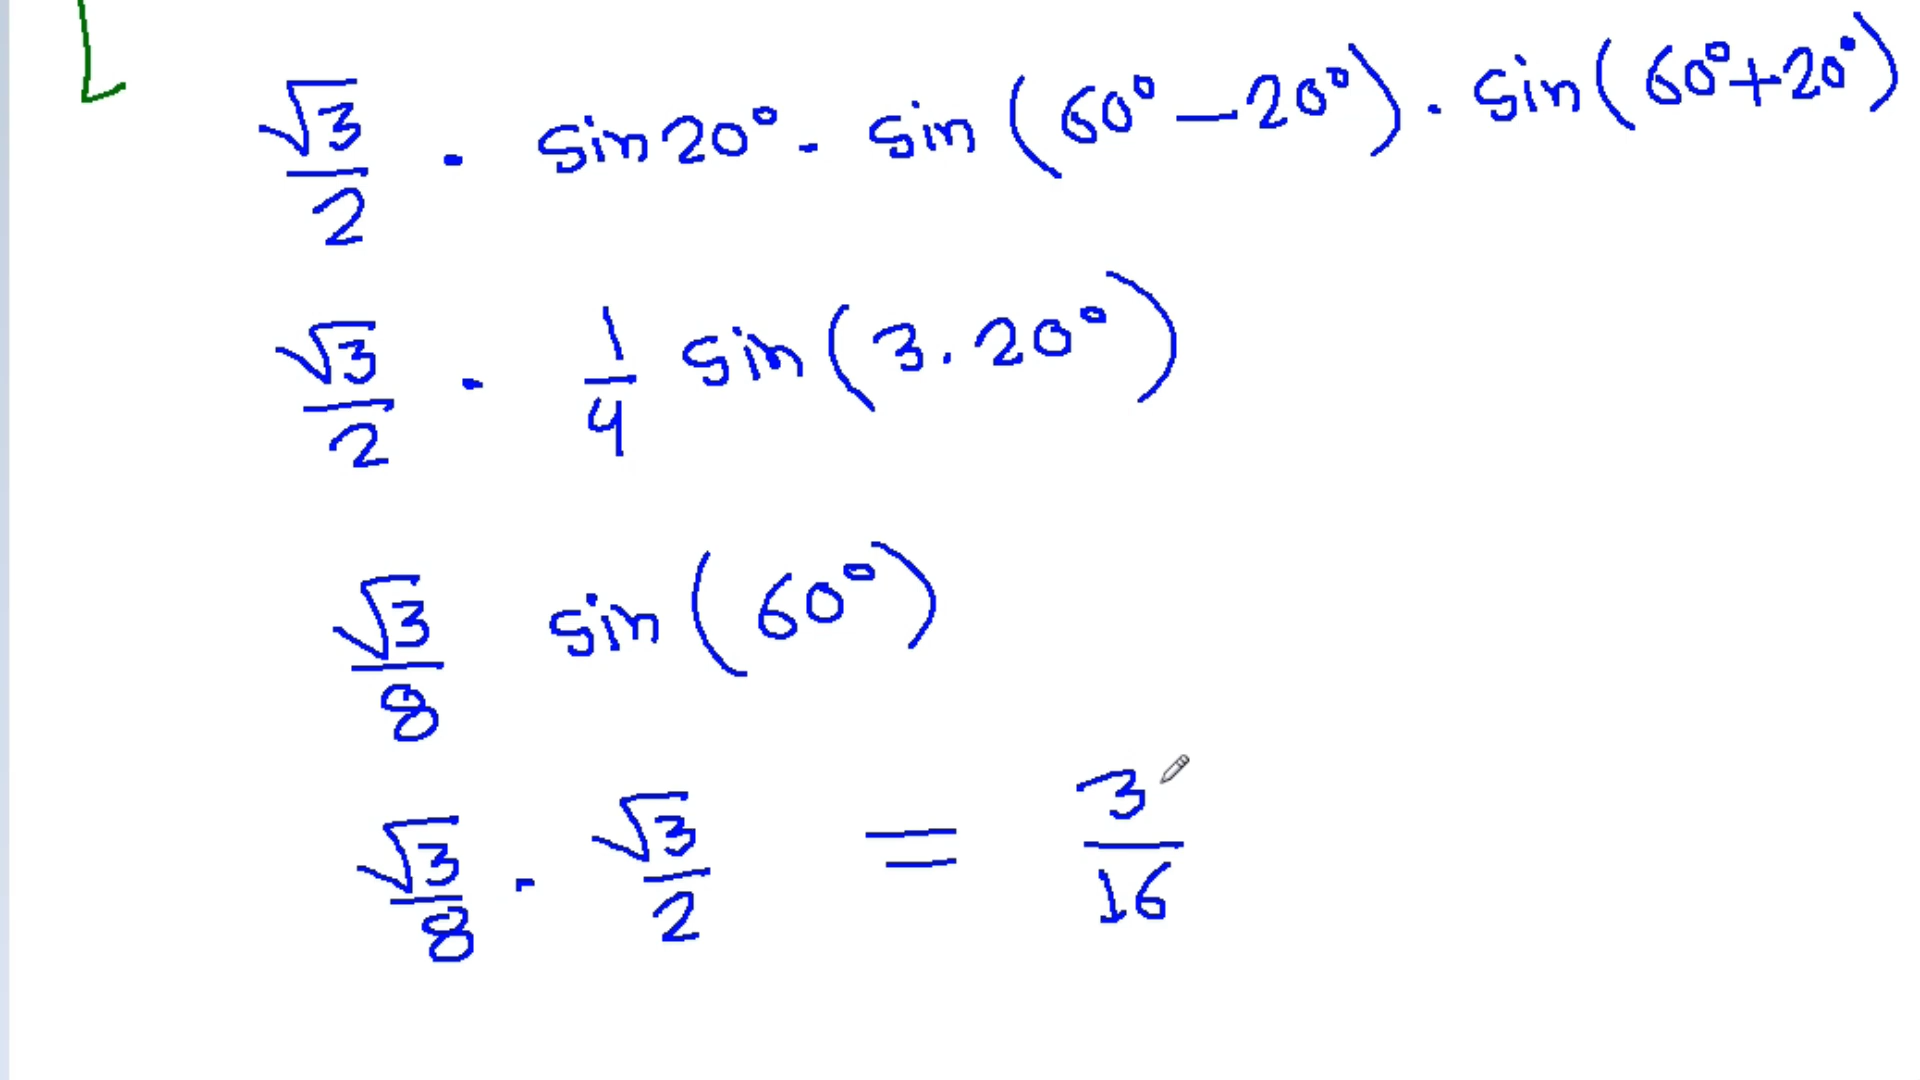 √3/2 · sin20° · sin(60°-20°) · sin(60°+20°)
√3/2 · 1/4 sin(3.20°)
√3/8 sin(60°)
√3/8 · √3/2 = 3/16